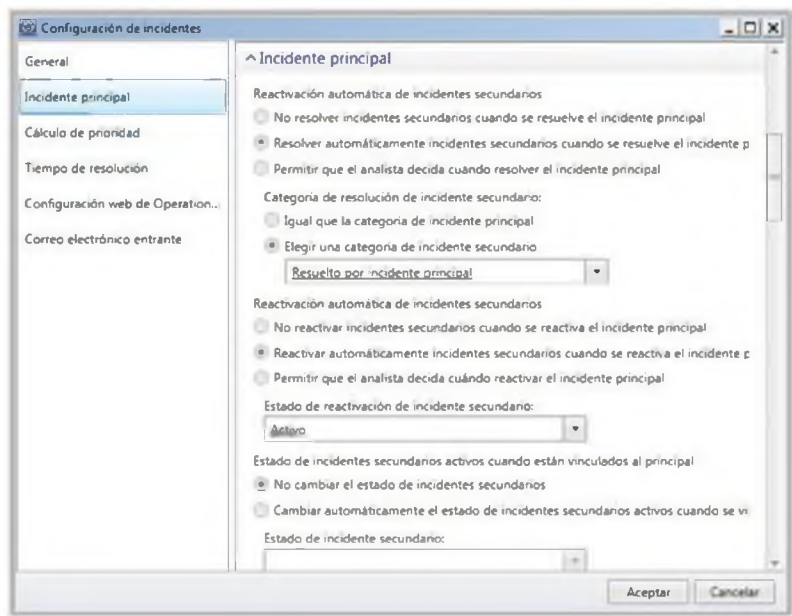 Configuración de incidentes
General
Incidente principal
Cálculo de prioridad
Tiempo de resolución
Configuración web de Operation...
Correo electrónico entrante
Incidente principal
Reactivación automática de incidentes secundarios
No resolver incidentes secundarios cuando se resuelve el incidente principal
Resolver automáticamente incidentes secundarios cuando se resuelve el incidente p
Permitir que el analista decida cuando resolver el incidente principal
Categoría de resolución de incidente secundario:
Igual que la categoría de incidente principal
Elegir una categoría de incidente secundario
Resuelto por incidente principal
Reactivación automática de incidentes secundarios
No reactivar incidentes secundarios cuando se reactiva el incidente principal
Reactivar automáticamente incidentes secundarios cuando se reactiva el incidente p
Permitir que el analista decida cuándo reactivar el incidente principal
Estado de reactivación de incidente secundario:
Activo
Estado de incidentes secundarios activos cuando están vinculados al principal
No cambiar el estado de incidentes secundarios
Cambiar automáticamente el estado de incidentes secundarios activos cuando se vi
Estado de incidente secundario:
Aceptar
Cancelar